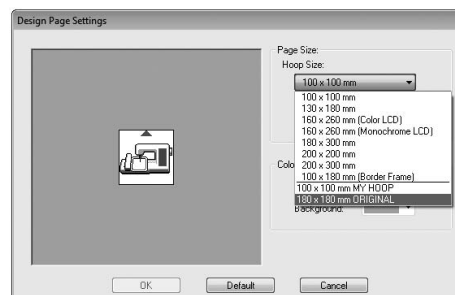 Design Page Settings
Page Size:
Hoop Size:
100 x 100 mm
100 x 100 mm
130 x 180 mm
160 x 260 mm (Color LCD)
160 x 260 mm (Monochrome LCD)
180 x 300 mm
200 x 200 mm
200 x 300 mm
100 x 180 mm (Border Frame)
100 x 100 mm MY HOOP
180 x 180 mm ORIGINAL
Colo
Background:
OK
Default
Cancel